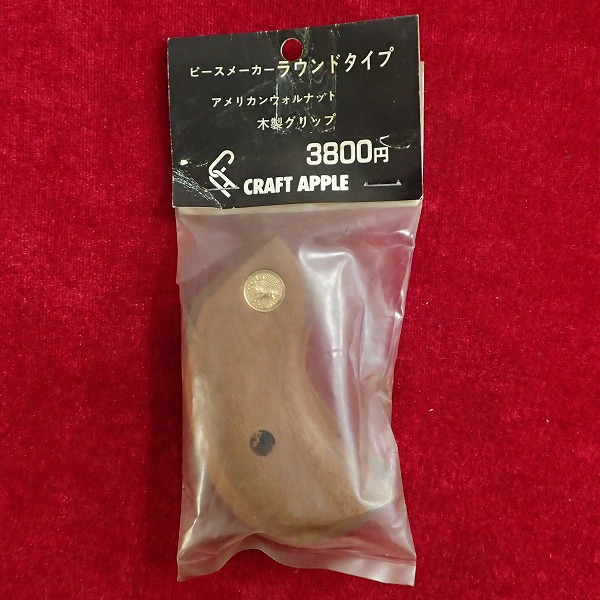 ピースメーカーラウンドタイプ
アメリカンウォルナット
木製グリップ
3800円
CRAFT APPLE